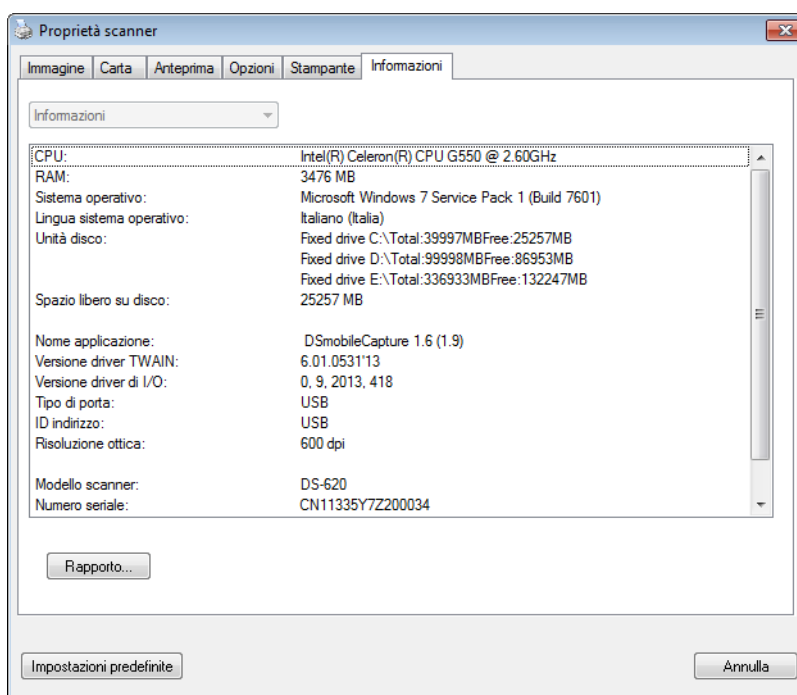 Proprietà scanner
Immagine Carta Anteprima Opzioni Stampante Informazioni
Informazioni
CPU: Intel(R) Celeron(R) CPU G550 @ 2.60GHz
RAM: 3476 MB
Sistema operativo: Microsoft Windows 7 Service Pack 1 (Build 7601)
Lingua sistema operativo: Italiano (Italia)
Unità disco: Fixed drive C:\Total:39997MBFree:25257MB
Fixed drive D:\Total:99998MBFree:86953MB
Fixed drive E:\Total:336933MBFree:132247MB
Spazio libero su disco: 25257 MB
Nome applicazione: DSmobileCapture 1.6 (1.9)
Versione driver TWAIN: 6.01.0531'13
Versione driver di I/O: 0, 9, 2013, 418
Tipo di porta: USB
ID indirizzo: USB
Risoluzione ottica: 600 dpi
Modello scanner: DS-620
Numero seriale: CN11335Y7Z200034
Rapporto...
Impostazioni predefinite Annulla